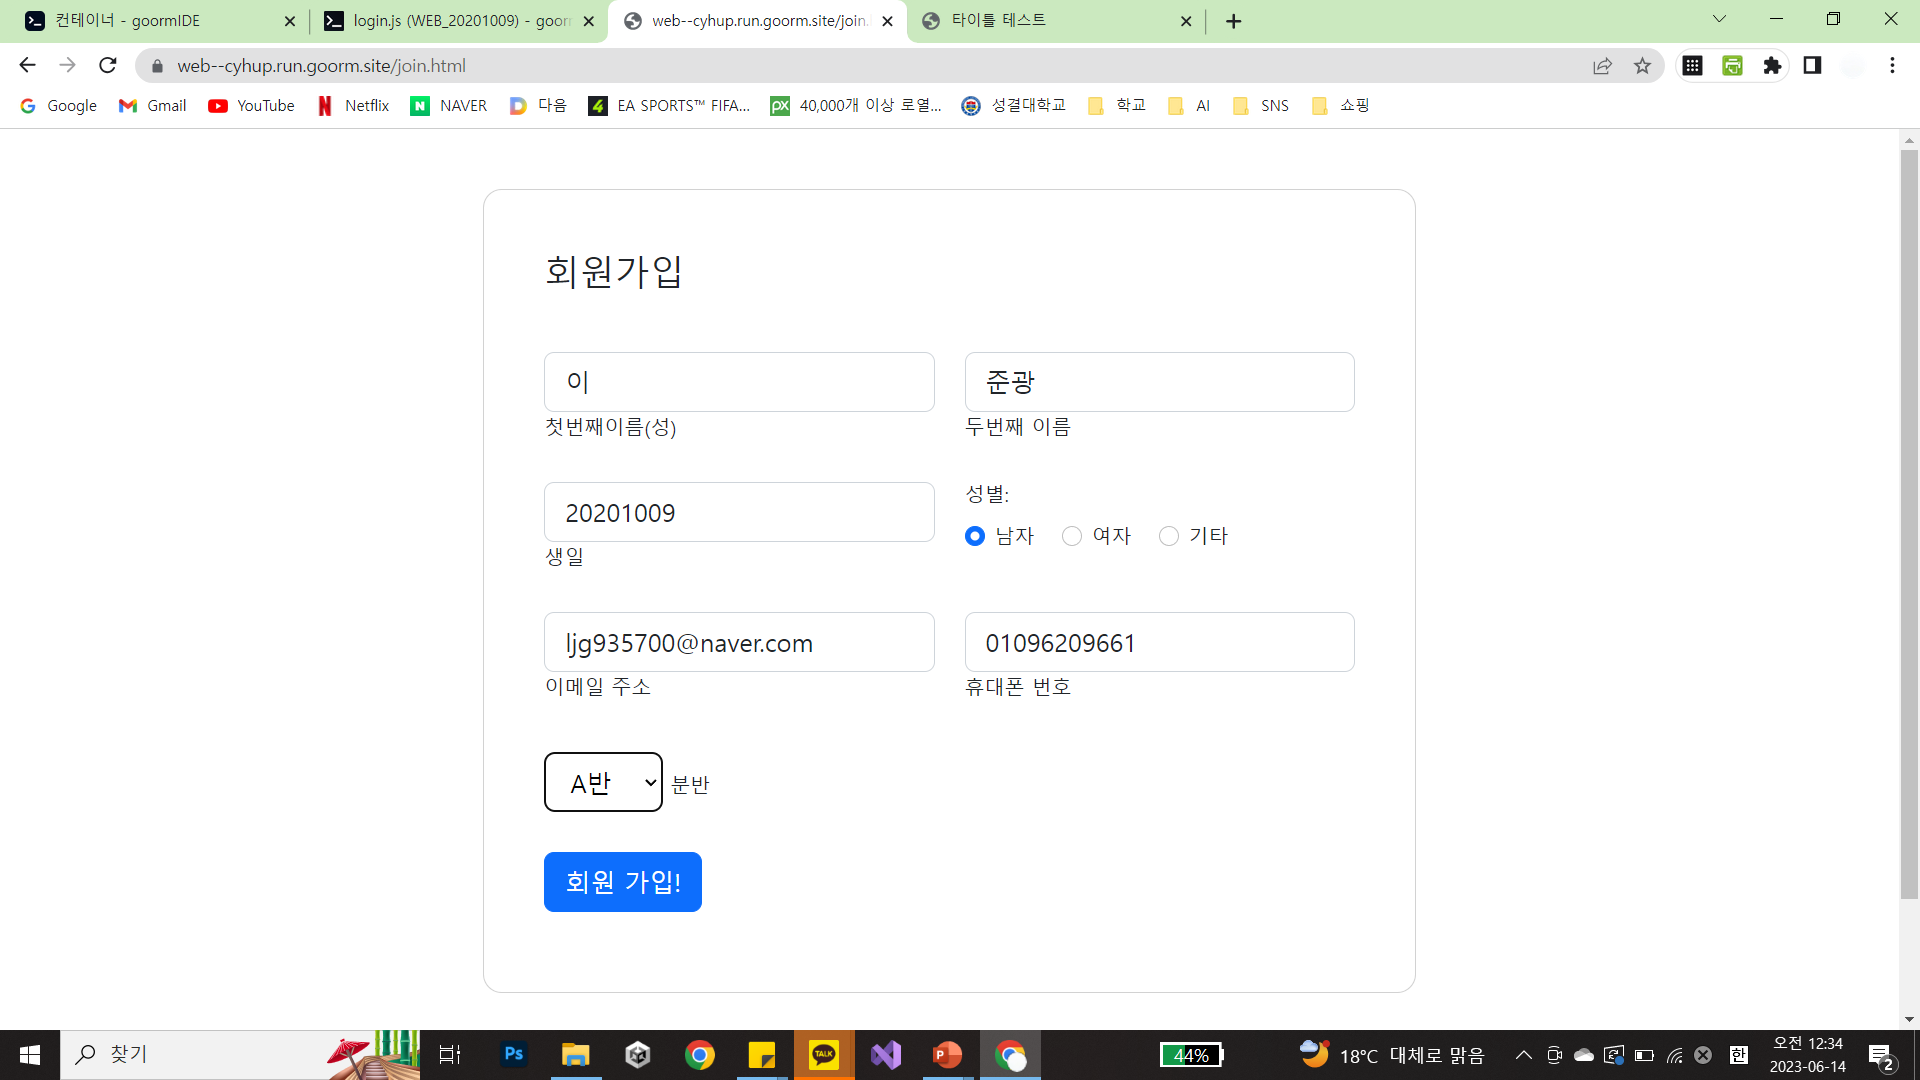 컨테이너 - goormIDE
login.js (WEB_20201009) - goorm
web--cyhup.run.goorm.site/join.
타이틀 테스트
web--cyhup.run.goorm.site/join.html
Google
Gmail
YouTube
Netflix
NAVER
다음
EA SPORTS™ FIFA...
40,000개 이상 로열...
성결대학교
학교
AI
SNS
쇼핑
회원가입
이
준광
첫번째이름(성)
두번째 이름
20201009
성별:
남자
여자
기타
생일
ljg935700@naver.com
01096209661
이메일 주소
휴대폰 번호
A반
분반
회원 가입!
찾기
Ps
TALK
44%
18°C 대체로 맑음
한
오전 12:34
2023-06-14
2